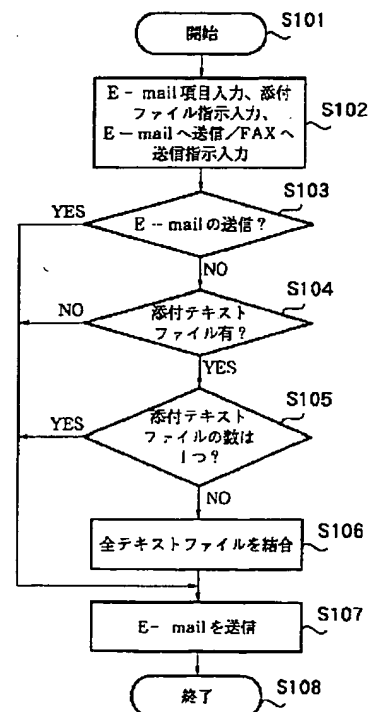 S101
開始
E-mail項目入力、添付
ファイル指示入力、
E-mailへ送信/FAXへ
送信指示入力
S102
S103
YES
E-mailの送信?
NO
S104
NO
添付テキスト
ファイル有?
YES
S105
YES
添付テキスト
ファイルの数は
1つ?
NO
S106
全テキストファイルを結合
S107
E-mailを送信
S108
終了